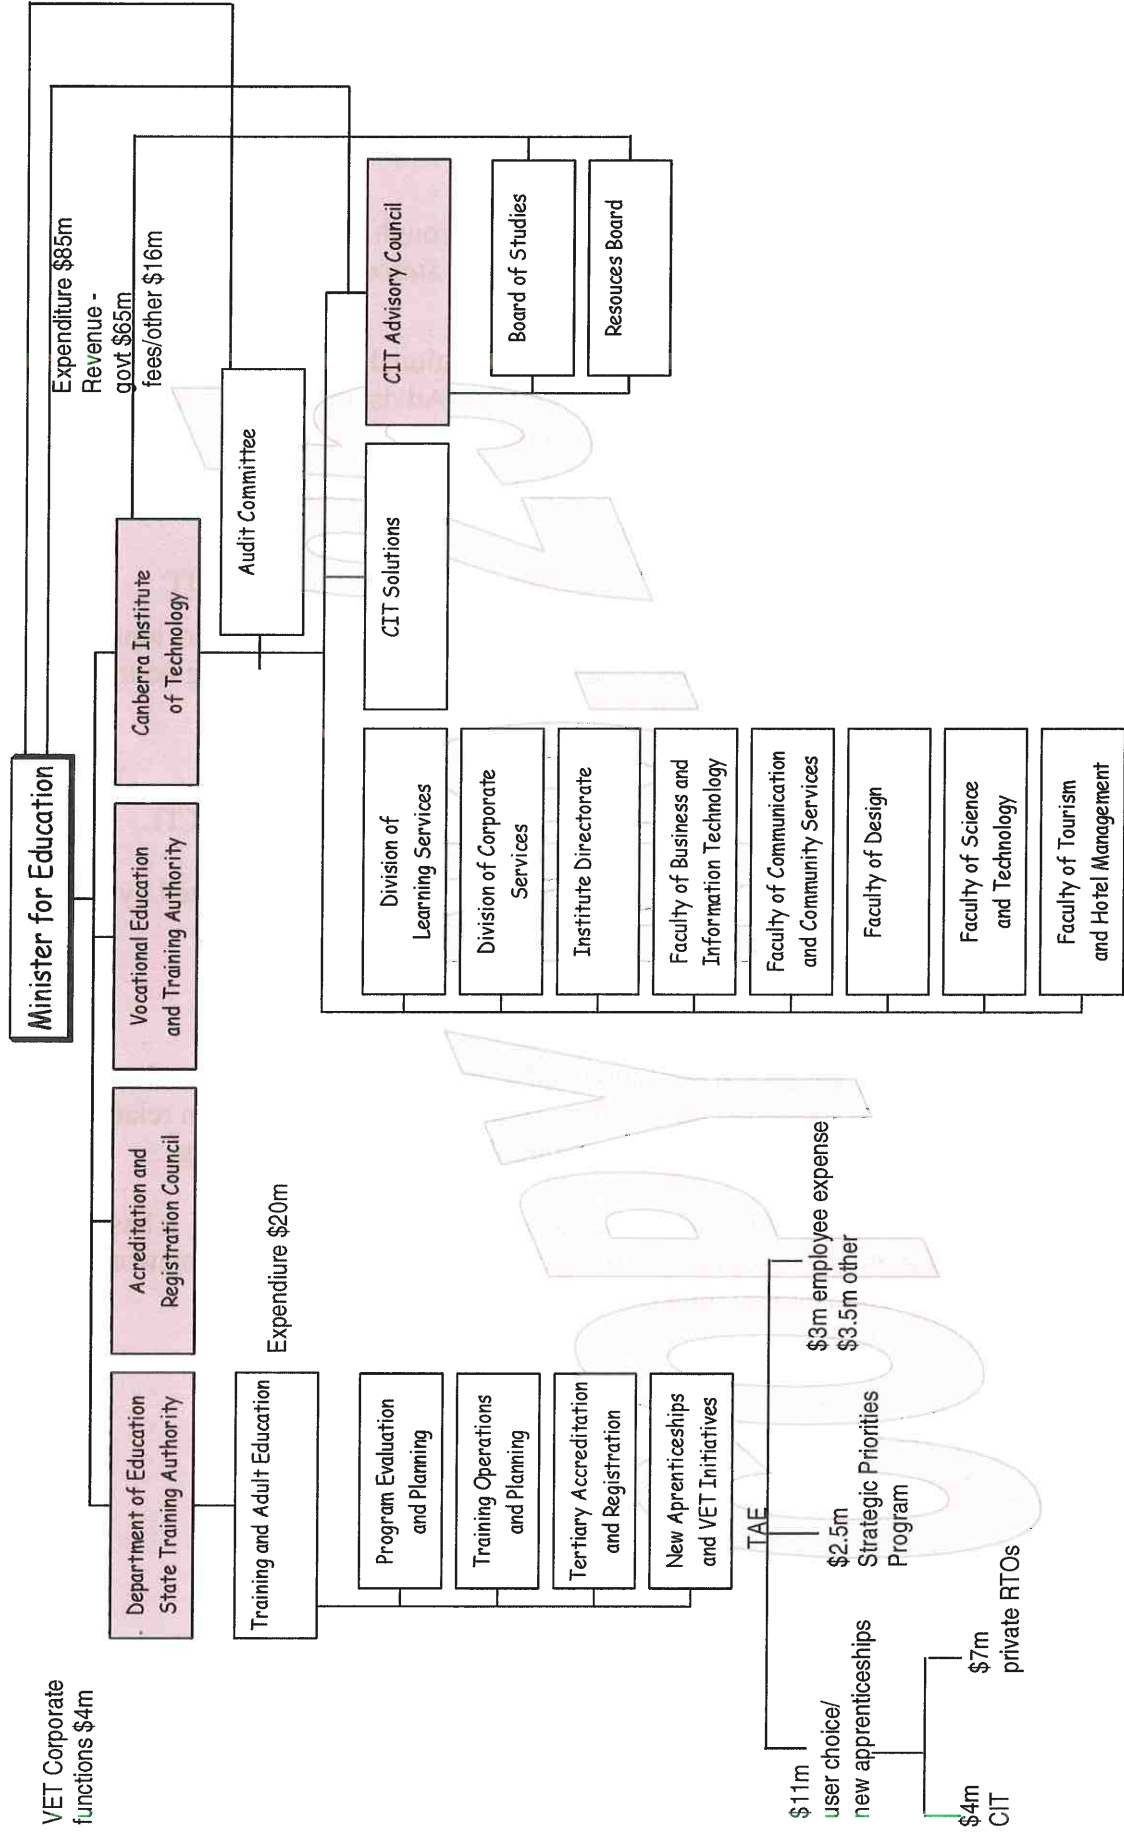 Minister for Education
VET Corporate
functions $4m
Expenditure $85m
Revenue -
govt $65m
fees/other $16m
Department of Education
State Training Authority
Acreditation and
Registration Council
Vocational Education
and Training Authority
Canberra Institute
of Technology
Audit Committee
Training and Adult Education
Expendiure $20m
Program Evaluation
and Planning
Training Operations
and Planning
Tertiary Accreditation
and Registration
New Aprenticeships
and VET Initiatives
Division of
Learning Services
Division of Corporate
Services
Institute Directorate
Faculty of Business and
Information Technology
Faculty of Communication
and Community Services
Faculty of Design
Faculty of Science
and Technology
Faculty of Tourism
and Hotel Management
CIT Solutions
CIT Advisory Council
Board of Studies
Resouces Board
TAE
$11m
user choice/
new apprenticeships
$4m
CIT
$7m
private RTOs
$2.5m
Strategic Priorities
Program
$3m employee expense
$3.5m other
COPY